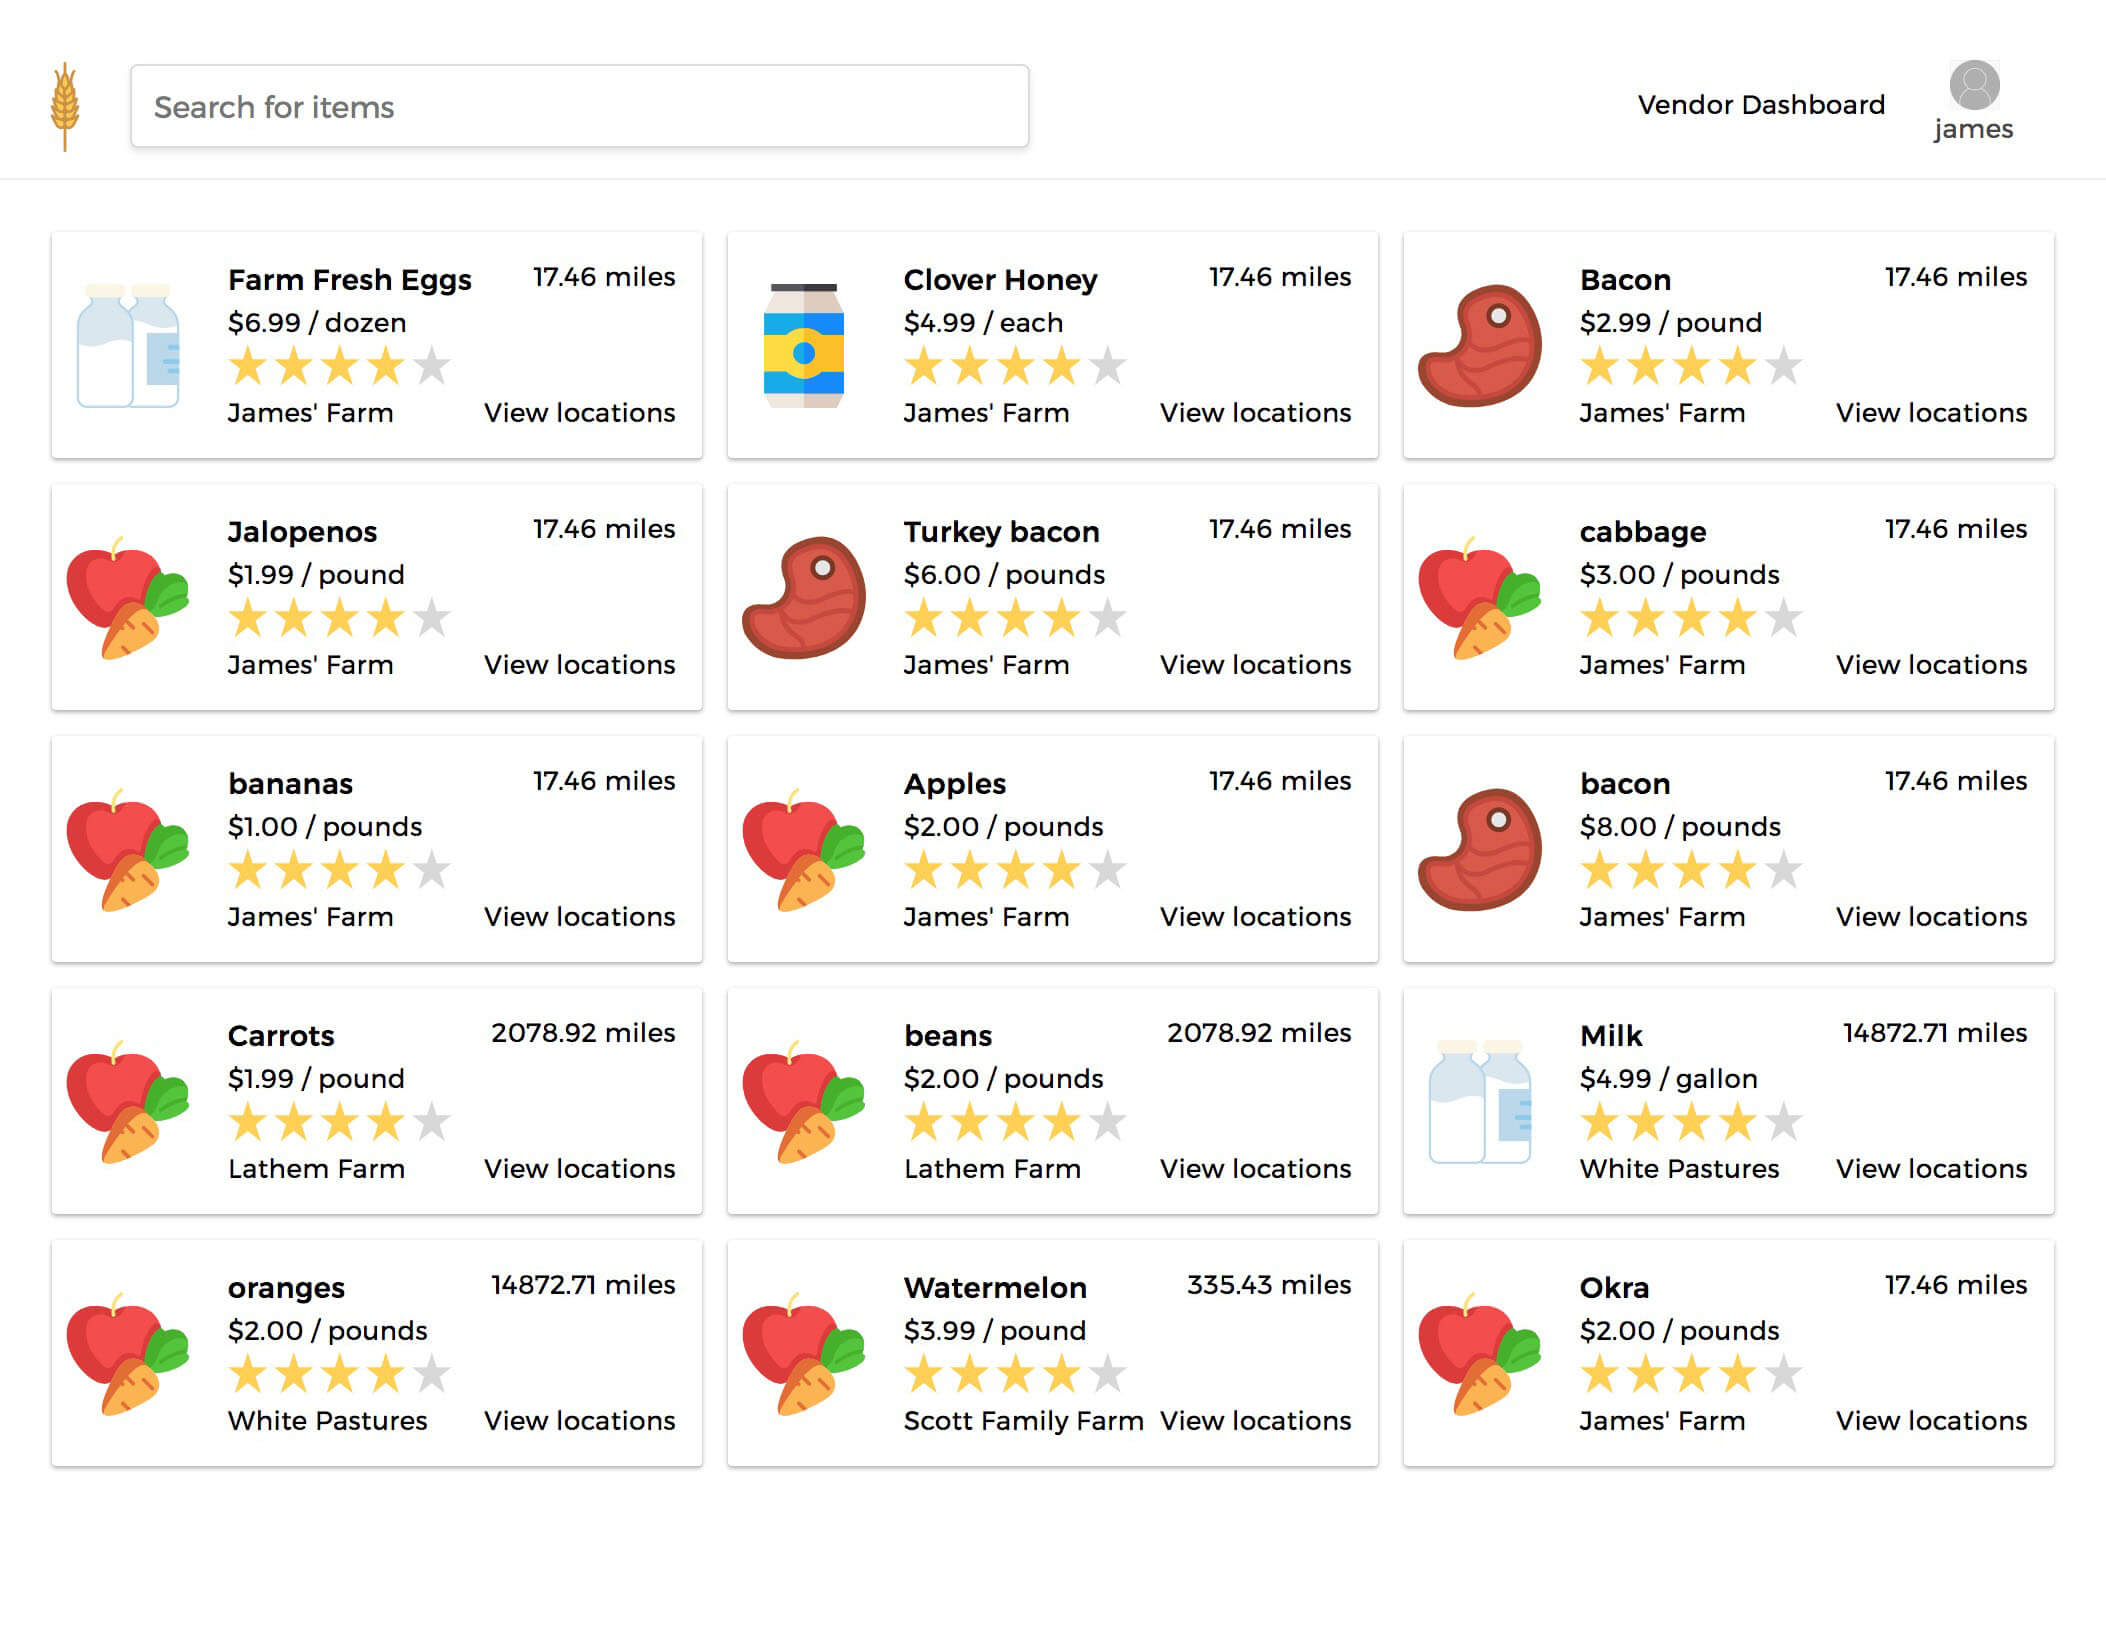 Search for items
Vendor Dashboard
james
Farm Fresh Eggs 17.46 miles
$6.99 / dozen
James' Farm View locations
Clover Honey 17.46 miles
$4.99 / each
James' Farm View locations
Bacon 17.46 miles
$2.99 / pound
James' Farm View locations
Jalopenos 17.46 miles
$1.99 / pound
James' Farm View locations
Turkey bacon 17.46 miles
$6.00 / pounds
James' Farm View locations
cabbage 17.46 miles
$3.00 / pounds
James' Farm View locations
bananas 17.46 miles
$1.00 / pounds
James' Farm View locations
Apples 17.46 miles
$2.00 / pounds
James' Farm View locations
bacon 17.46 miles
$8.00 / pounds
James' Farm View locations
Carrots 2078.92 miles
$1.99 / pound
Lathem Farm View locations
beans 2078.92 miles
$2.00 / pounds
Lathem Farm View locations
Milk 14872.71 miles
$4.99 / gallon
White Pastures View locations
oranges 14872.71 miles
$2.00 / pounds
White Pastures View locations
Watermelon 335.43 miles
$3.99 / pound
Scott Family Farm View locations
Okra 17.46 miles
$2.00 / pounds
James' Farm View locations